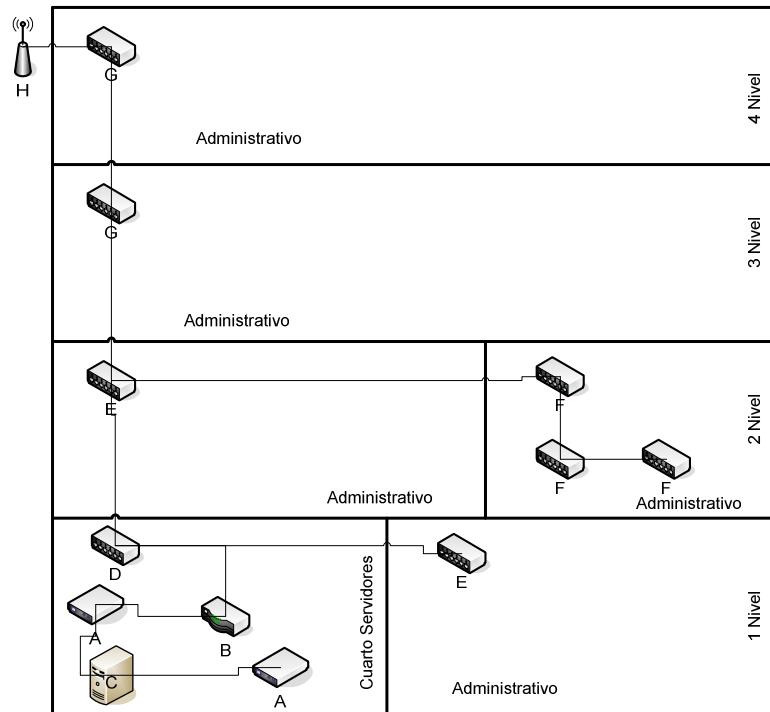 G
H
4 Nivel
Administrativo
G
3 Nivel
Administrativo
E
F
2 Nivel
F
F
Administrativo
Administrativo
D
E
Cuarto Servidores
1 Nivel
A
B
C
A
Administrativo